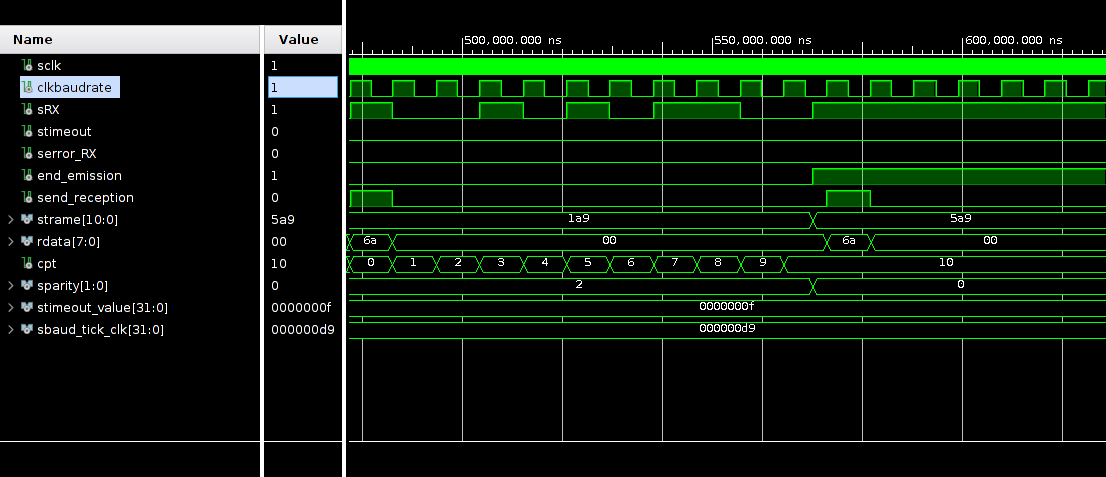 Name Value 500,000.000 ns 550,000.000 ns 600,000.000 ns
sclk 1
clkbaudrate 1
sRX 1
stimeout 0
serror_RX 0
end_emission 1
send_reception 0
strame[10:0] 5a9 1a9 5a9
rdata[7:0] 00 6a 00 6a 00
cpt 10 0 1 2 3 4 5 6 7 8 9 10
sparity[1:0] 0 2 0
stimeout_value[31:0] 0000000f 0000000f
sbaud_tick_clk[31:0] 000000d9 000000d9